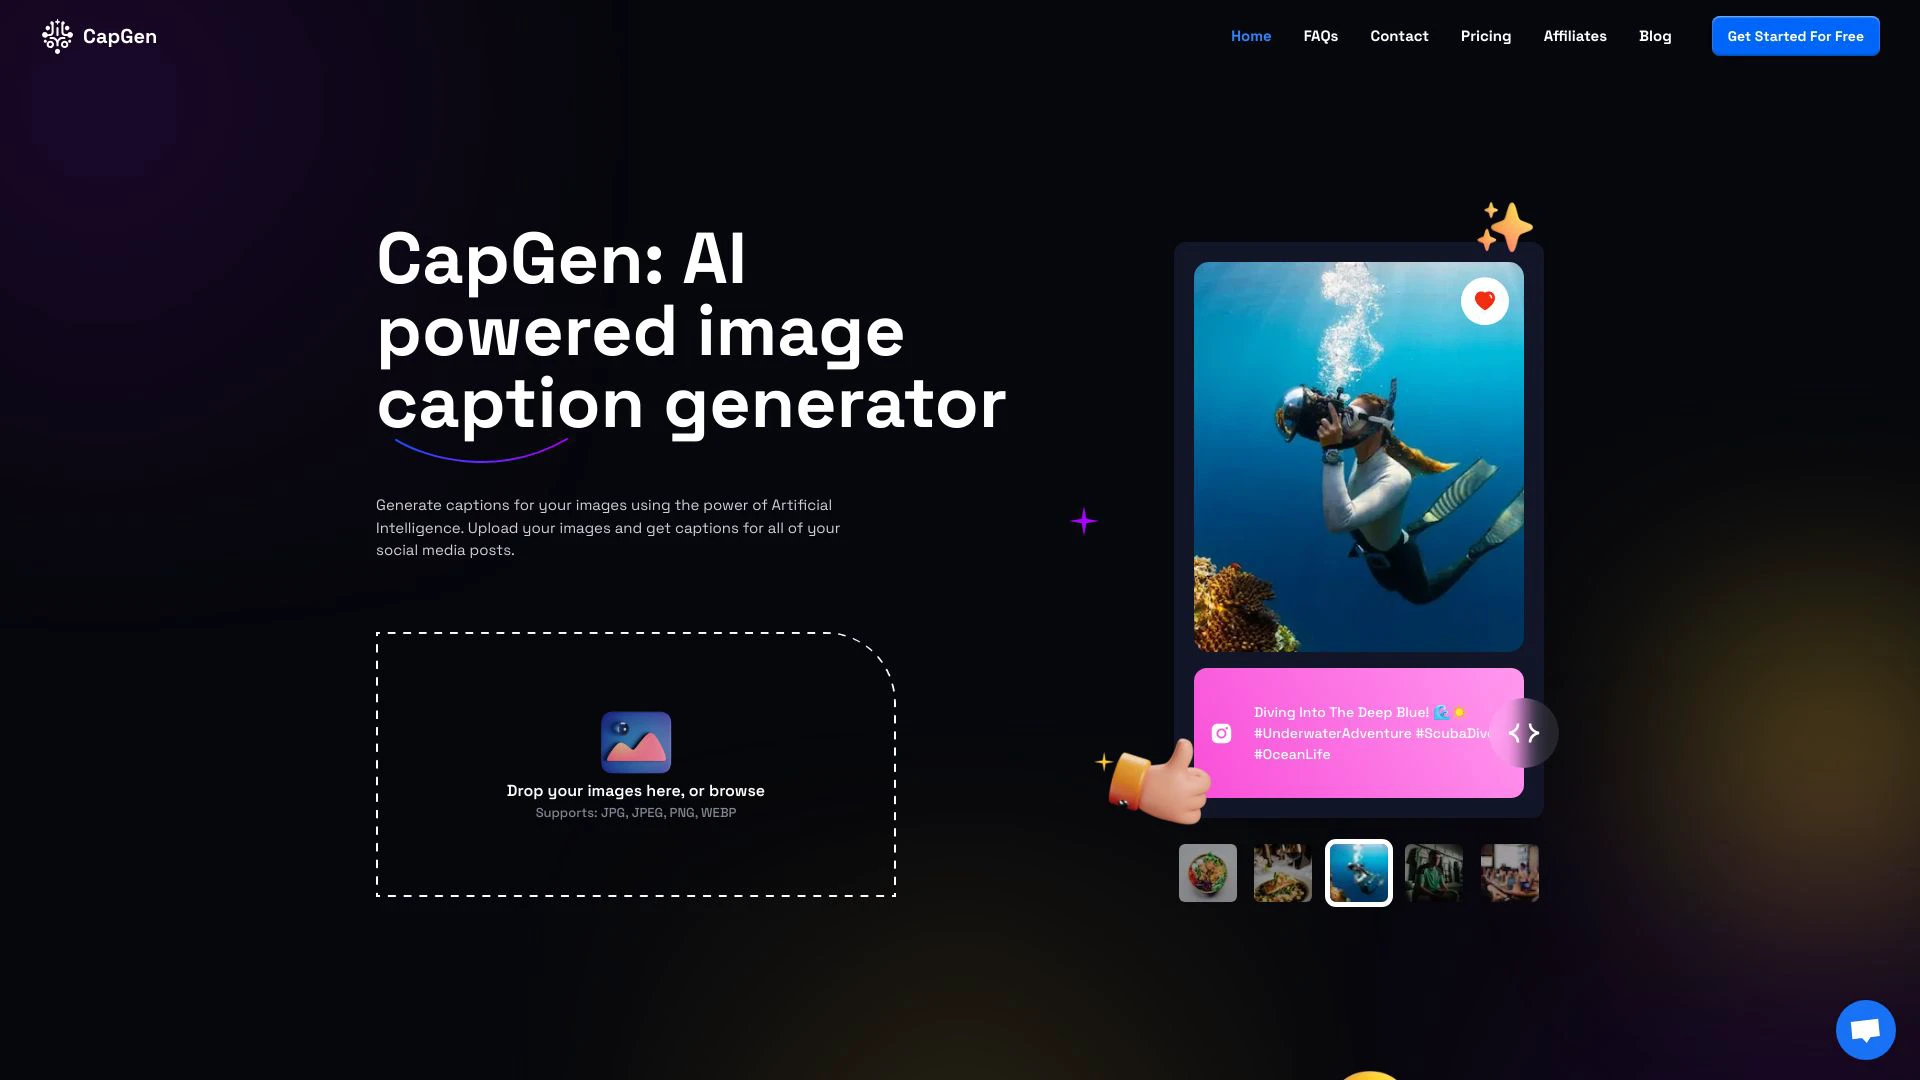 CapGen
Home
FAQs
Contact
Pricing
Affiliates
Blog
Get Started For Free
CapGen: AI
powered image
caption generator
Generate captions for your images using the power of Artificial
Intelligence. Upload your images and get captions for all of your
social media posts.
Drop your images here, or browse
Supports: JPG, JPEG, PNG, WEBP
Diving Into The Deep Blue! 🌊☀️
#UnderwaterAdventure
#OceanLife